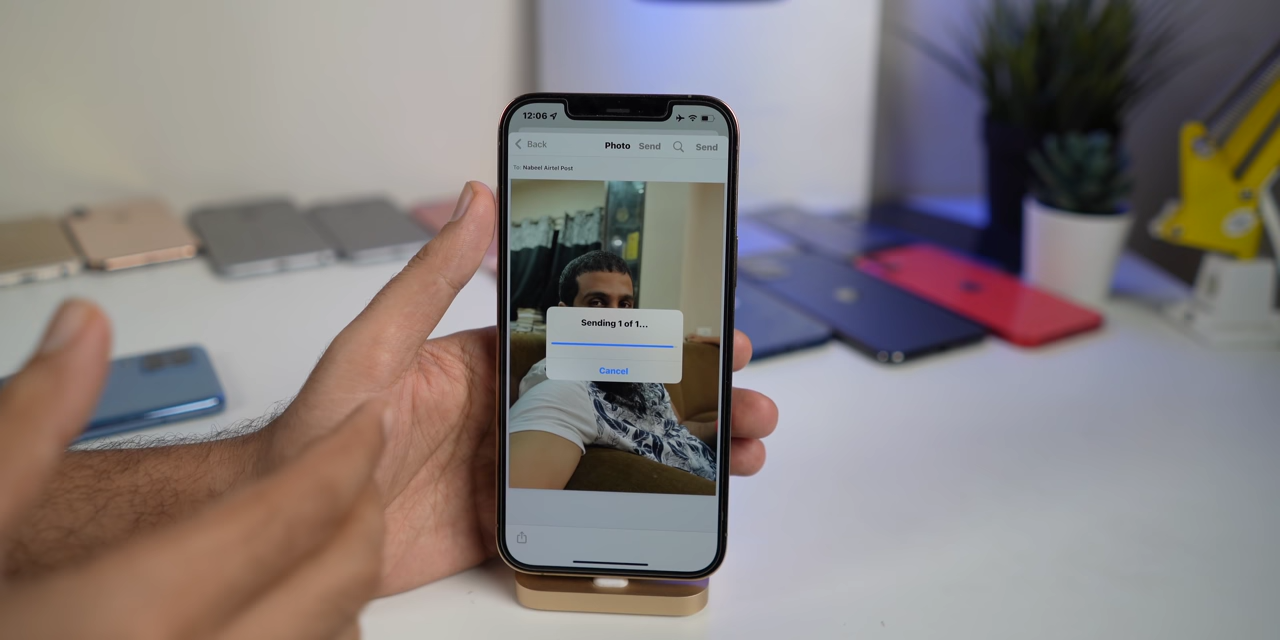 12:06
Back Photo Send Send
To: Nabeel Airtel Post
Sending 1 of 1...
Cancel